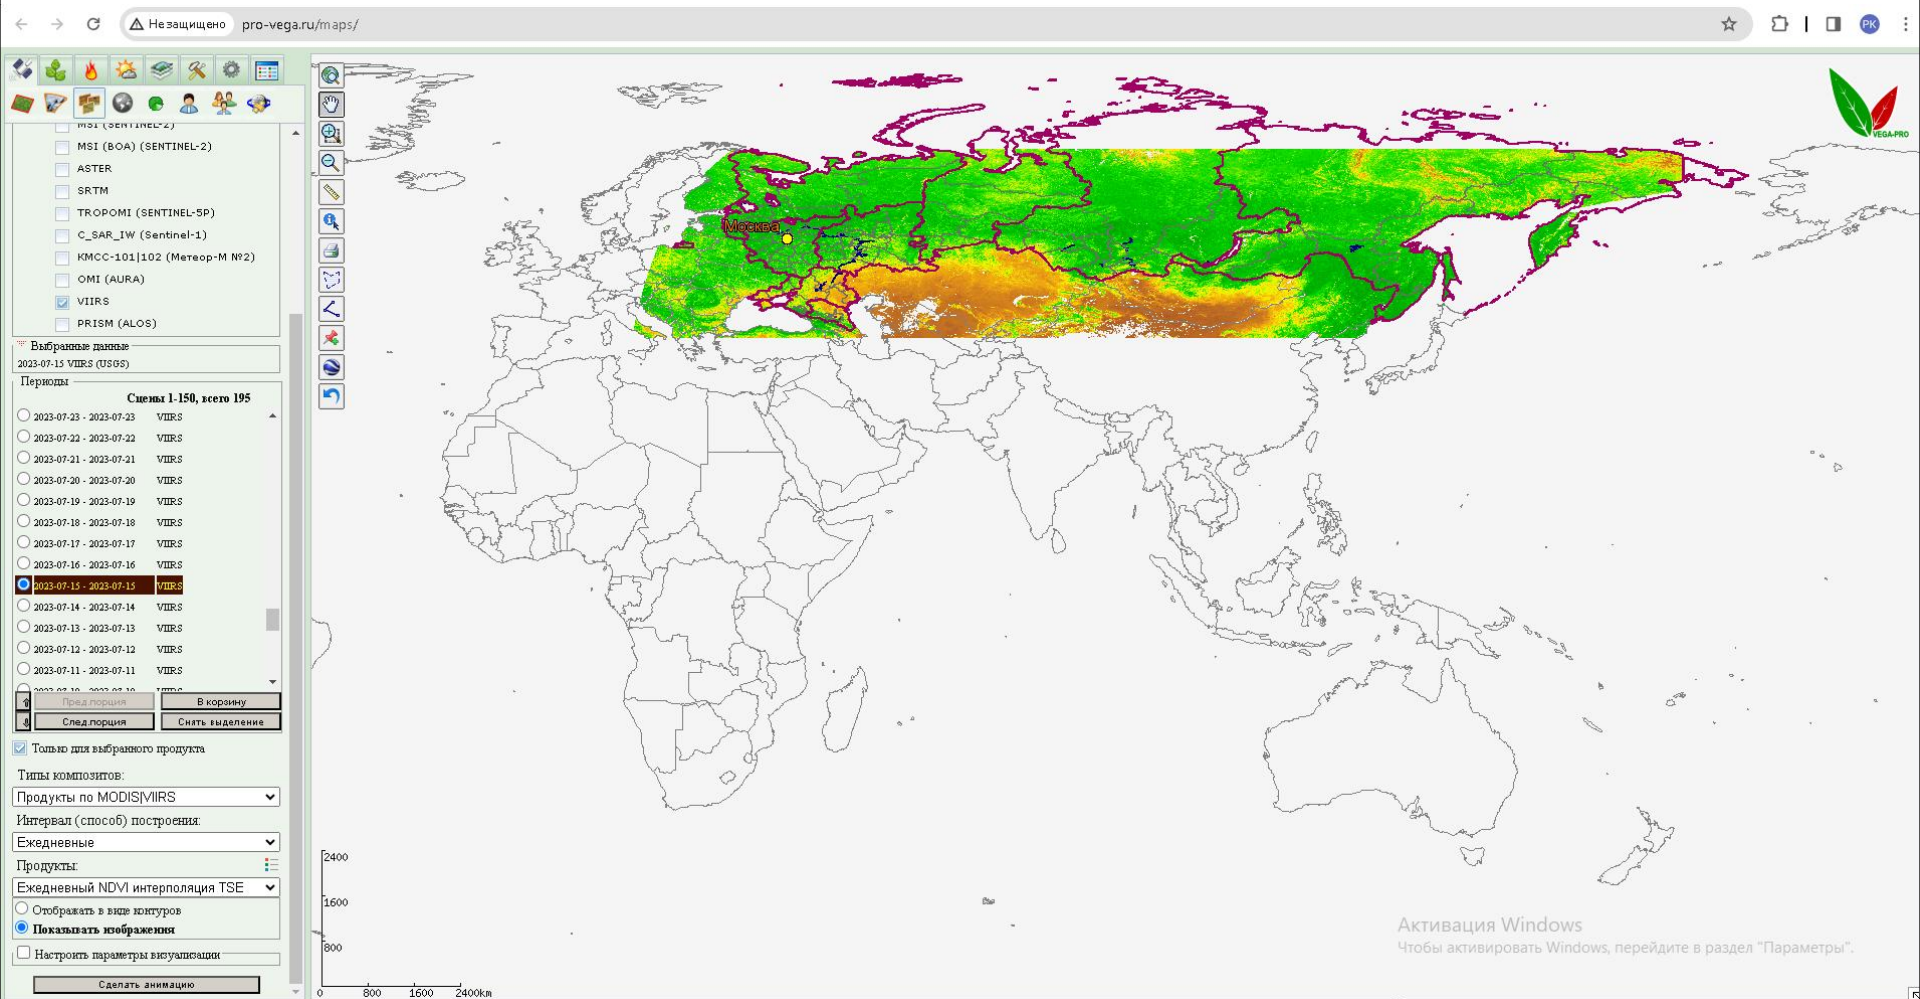 Не защищено pro-vega.ru/maps/ РК
MSI (SENTINEL-2)
MSI (BOA) (SENTINEL-2)
ASTER
SRTM
TROPOMI (SENTINEL-5P)
C_SAR_IW (Sentinel-1)
КМСС-101|102 (Метеор-М №2)
OMI (AURA)
VIIRS
PRISM (ALOS)
Выбранные данные
2023-07-15 VIIRS (USGS)
Периоды
Сцены 1-150, всего 195
2023-07-23 - 2023-07-23 VIIRS
2023-07-22 - 2023-07-22 VIIRS
2023-07-21 - 2023-07-21 VIIRS
2023-07-20 - 2023-07-20 VIIRS
2023-07-19 - 2023-07-19 VIIRS
2023-07-18 - 2023-07-18 VIIRS
2023-07-17 - 2023-07-17 VIIRS
2023-07-16 - 2023-07-16 VIIRS
2023-07-15 - 2023-07-15 VIIRS
2023-07-14 - 2023-07-14 VIIRS
2023-07-13 - 2023-07-13 VIIRS
2023-07-12 - 2023-07-12 VIIRS
2023-07-11 - 2023-07-11 VIIRS
2023-07-10 - 2023-07-10 VIIRS
Пред.порция В корзину
След.порция Снять выделение
Только для выбранного продукта
Типы композитов:
Продукты по MODIS|VIIRS
Интервал (способ) построения:
Ежедневные
Продукты:
Ежедневный NDVI интерполяция TSE
Отображать в виде контуров
Показывать изображения
Настроить параметры визуализации
Сделать анимацию
VEGA-PRO
Москва
2400
1600
800
0 800 1600 2400km
Активация Windows
Чтобы активировать Windows, перейдите в раздел "Параметры".